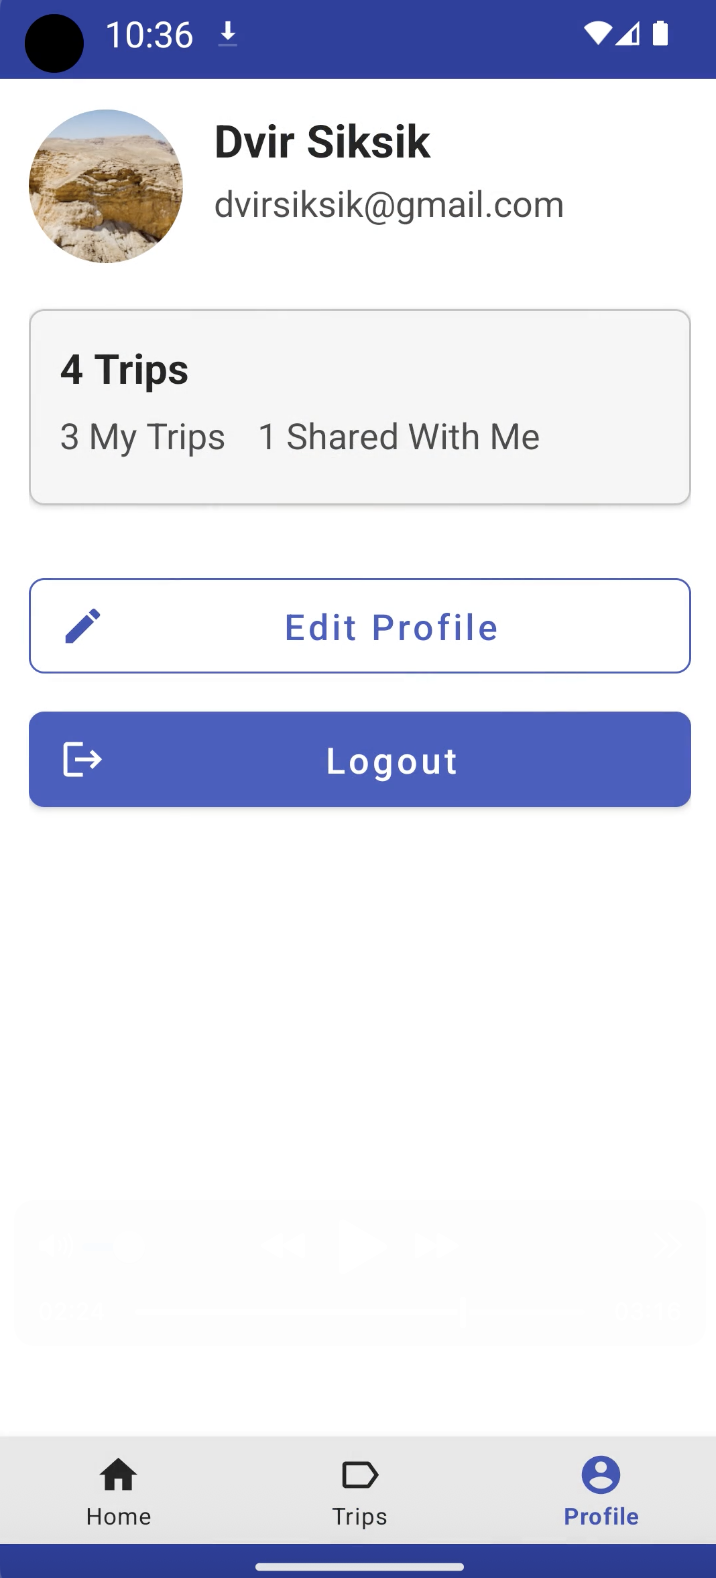 10:36
Dvir Siksik
dvirsiksik@gmail.com
4 Trips
3 My Trips 1 Shared With Me
Edit Profile
Logout
Home Trips Profile